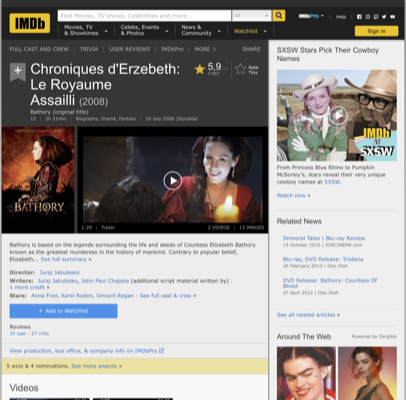 IMDb
Find Movies, TV shows, Celebrities and more...
All
IMDbPro
Help
Movies, TV
& Showtimes
Celebs, Events
& Photos
News &
Community
Watchlist
Sign in
FULL CAST AND CREW | TRIVIA | USER REVIEWS | IMDbPro | MORE
SHARE
Chroniques d'Erzebeth:
Le Royaume
Assailli (2008)
5,9
Rate
This
Bathory (original title)
12 | 2h 21min | Biography, Drama, Fantasy | 10 July 2008 (Slovakia)
BATHORY
1:29 | Trailer
2 VIDEOS | 13 IMAGES
Bathory is based on the legends surrounding the life and deeds of Countess Elizabeth Bathory
known as the greatest murderess in the history of mankind. Contrary to popular belief,
Elizabeth... See full summary »
Director: Juraj Jakubisko
Writers: Juraj Jakubisko, John Paul Chapple (additional script material written by) |
1 more credit »
Stars: Anna Friel, Karel Roden, Vincent Regan | See full cast & crew »
+ Add to Watchlist
Reviews
33 user | 27 critic
View production, box office, & company info on IMDbPro
5 wins & 4 nominations. See more awards »
Videos
SXSW Stars Pick Their Cowboy
Names
IMDb
AT
SXSW
From Princess Blue Rhino to Pumpkin
McSorley's, stars reveal their very unique
cowboy names at SXSW.
Watch now »
Related News
Immoral Tales | Blu-ray Review
13 October 2015 | IONCINEMA.com
Blu-ray, DVD Release: Tristana
20 February 2013 | Disc Dish
DVD Release: Bathory: Countess Of
Blood
27 April 2012 | Disc Dish
See all related articles »
Around The Web
Powered by ZergNet